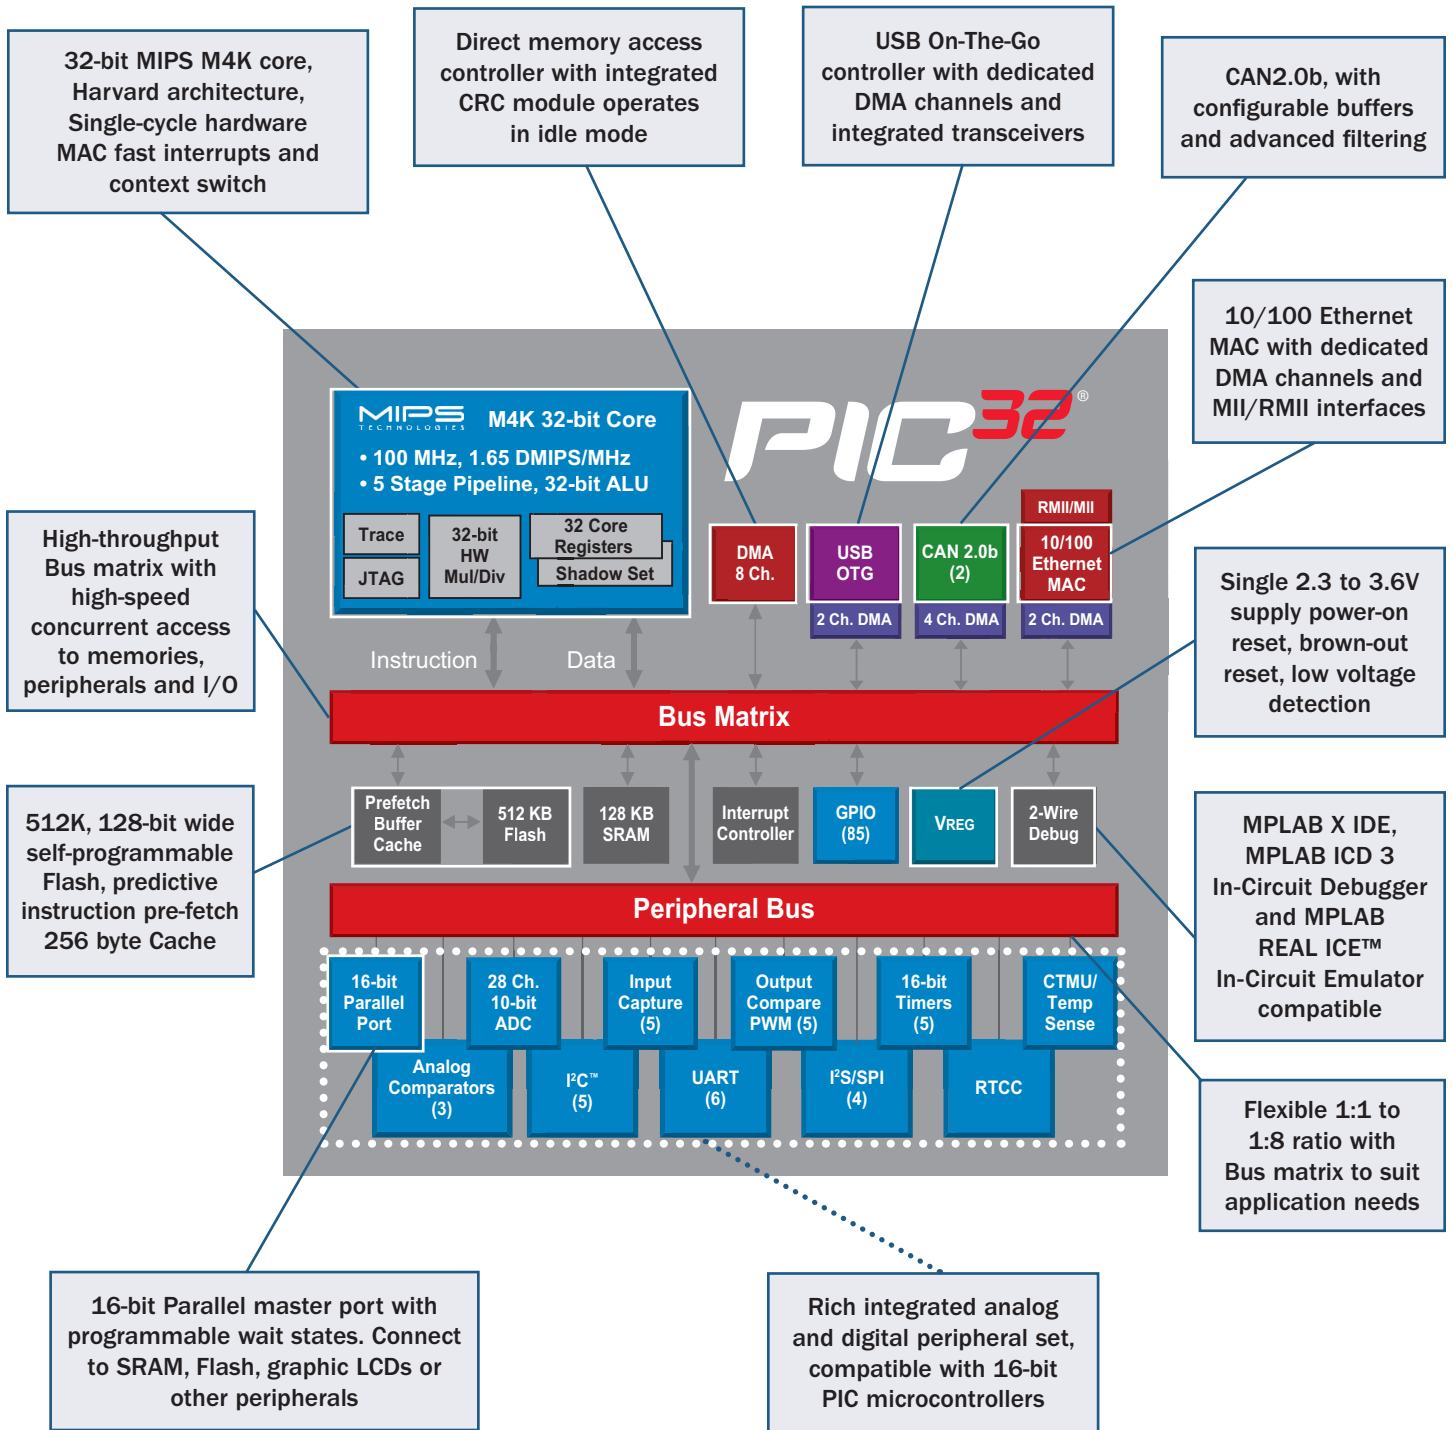 32-bit MIPS M4K core,
Harvard architecture,
Single-cycle hardware
MAC fast interrupts and
context switch
Direct memory access
controller with integrated
CRC module operates
in idle mode
USB On-The-Go
controller with dedicated
DMA channels and
integrated transceivers
CAN2.0b, with
configurable buffers
and advanced filtering
10/100 Ethernet
MAC with dedicated
DMA channels and
MII/RMII interfaces
MIPS
TECHNOLOGIES
M4K 32-bit Core
• 100 MHz, 1.65 DMIPS/MHz
• 5 Stage Pipeline, 32-bit ALU
Trace
JTAG
32-bit
HW
Mul/Div
32 Core
Registers
Shadow Set
PIC32®
DMA
8 Ch.
USB
OTG
2 Ch. DMA
CAN 2.0b
(2)
4 Ch. DMA
RMII/MII
10/100
Ethernet
MAC
2 Ch. DMA
High-throughput
Bus matrix with
high-speed
concurrent access
to memories,
peripherals and I/O
Single 2.3 to 3.6V
supply power-on
reset, brown-out
reset, low voltage
detection
Instruction
Data
Bus Matrix
512K, 128-bit wide
self-programmable
Flash, predictive
instruction pre-fetch
256 byte Cache
Prefetch
Buffer
Cache
512 KB
Flash
128 KB
SRAM
Interrupt
Controller
GPIO
(85)
VREG
2-Wire
Debug
MPLAB X IDE,
MPLAB ICD 3
In-Circuit Debugger
and MPLAB
REAL ICE™
In-Circuit Emulator
compatible
Peripheral Bus
16-bit
Parallel
Port
28 Ch.
10-bit
ADC
Input
Capture
(5)
Output
Compare
PWM (5)
16-bit
Timers
(5)
CTMU/
Temp
Sense
Analog
Comparators
(3)
I²C™
(5)
UART
(6)
I²S/SPI
(4)
RTCC
Flexible 1:1 to
1:8 ratio with
Bus matrix to suit
application needs
16-bit Parallel master port with
programmable wait states. Connect
to SRAM, Flash, graphic LCDs or
other peripherals
Rich integrated analog
and digital peripheral set,
compatible with 16-bit
PIC microcontrollers